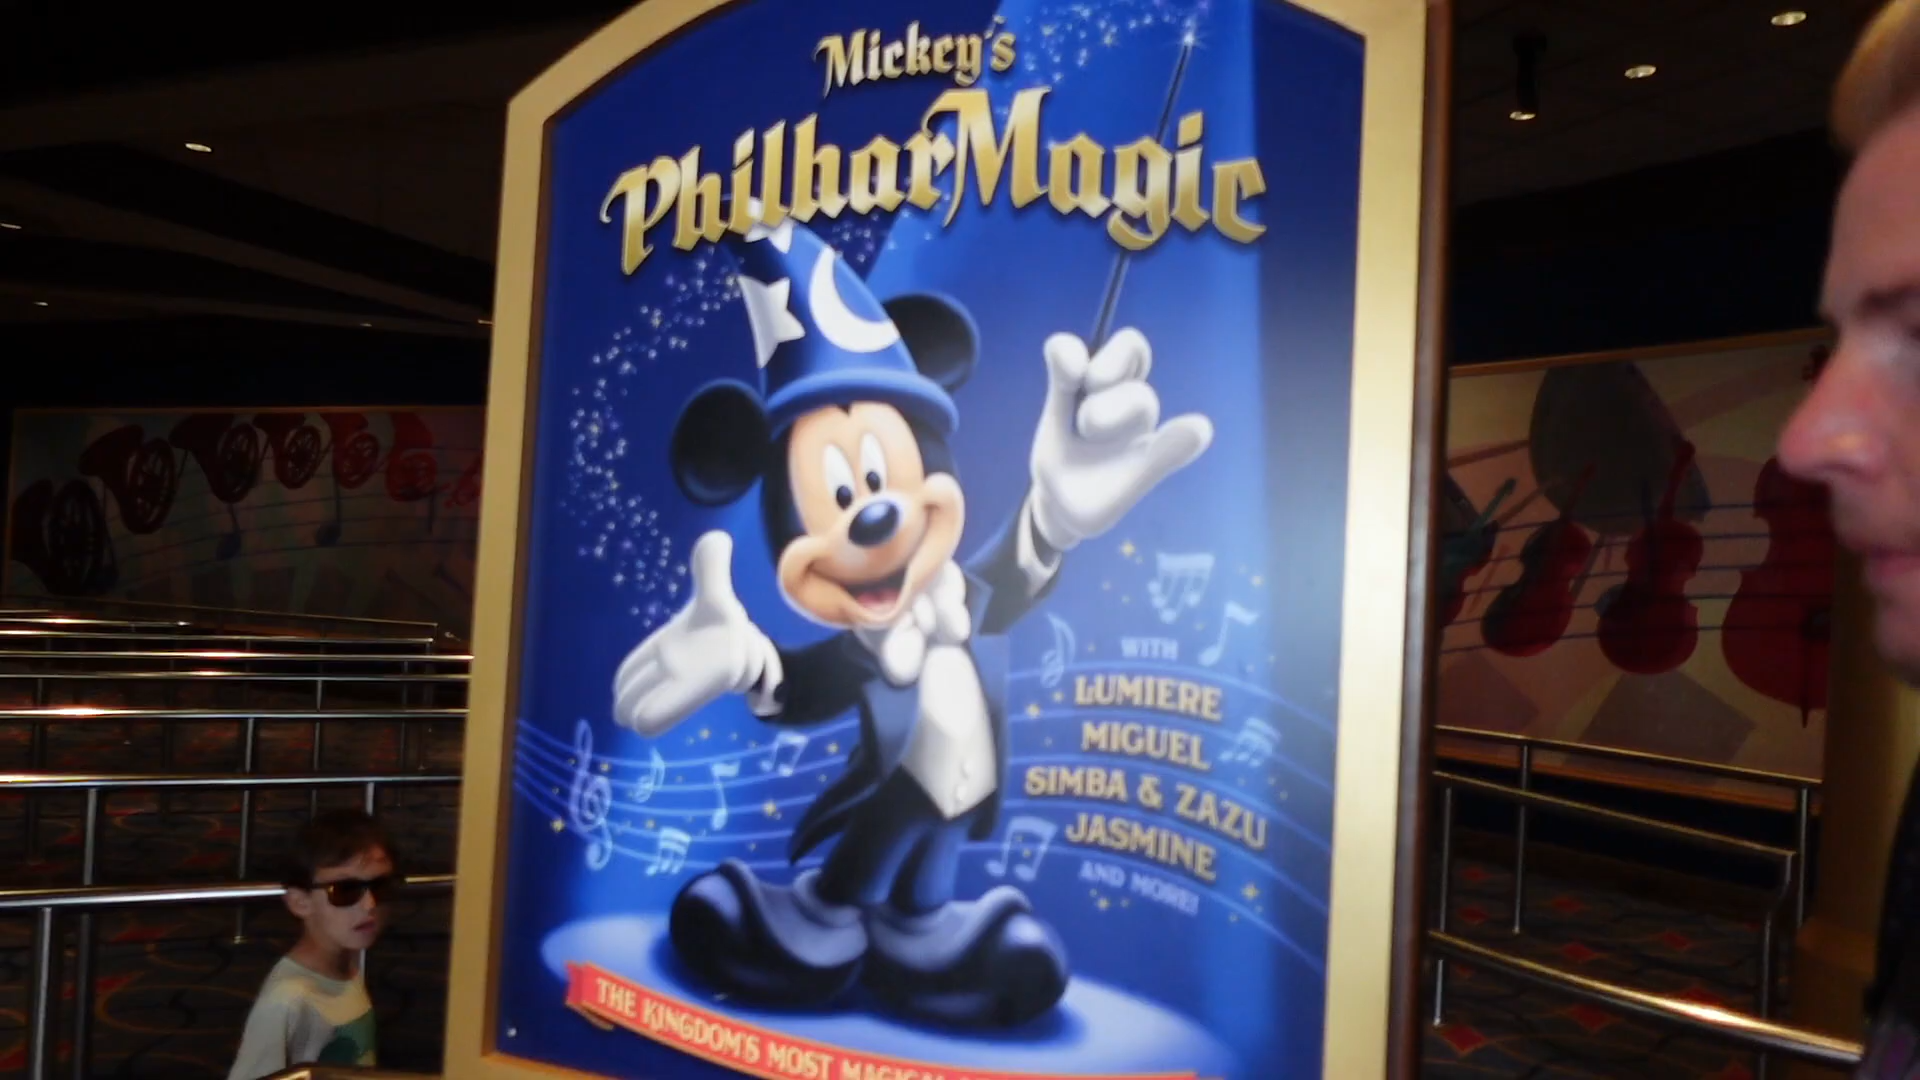 Mickey's
PhilharMagic
WITH
LUMIERE
MIGUEL
SIMBA & ZAZU
JASMINE
AND MORE!
THE KINGDOM'S MOST MAGICAL